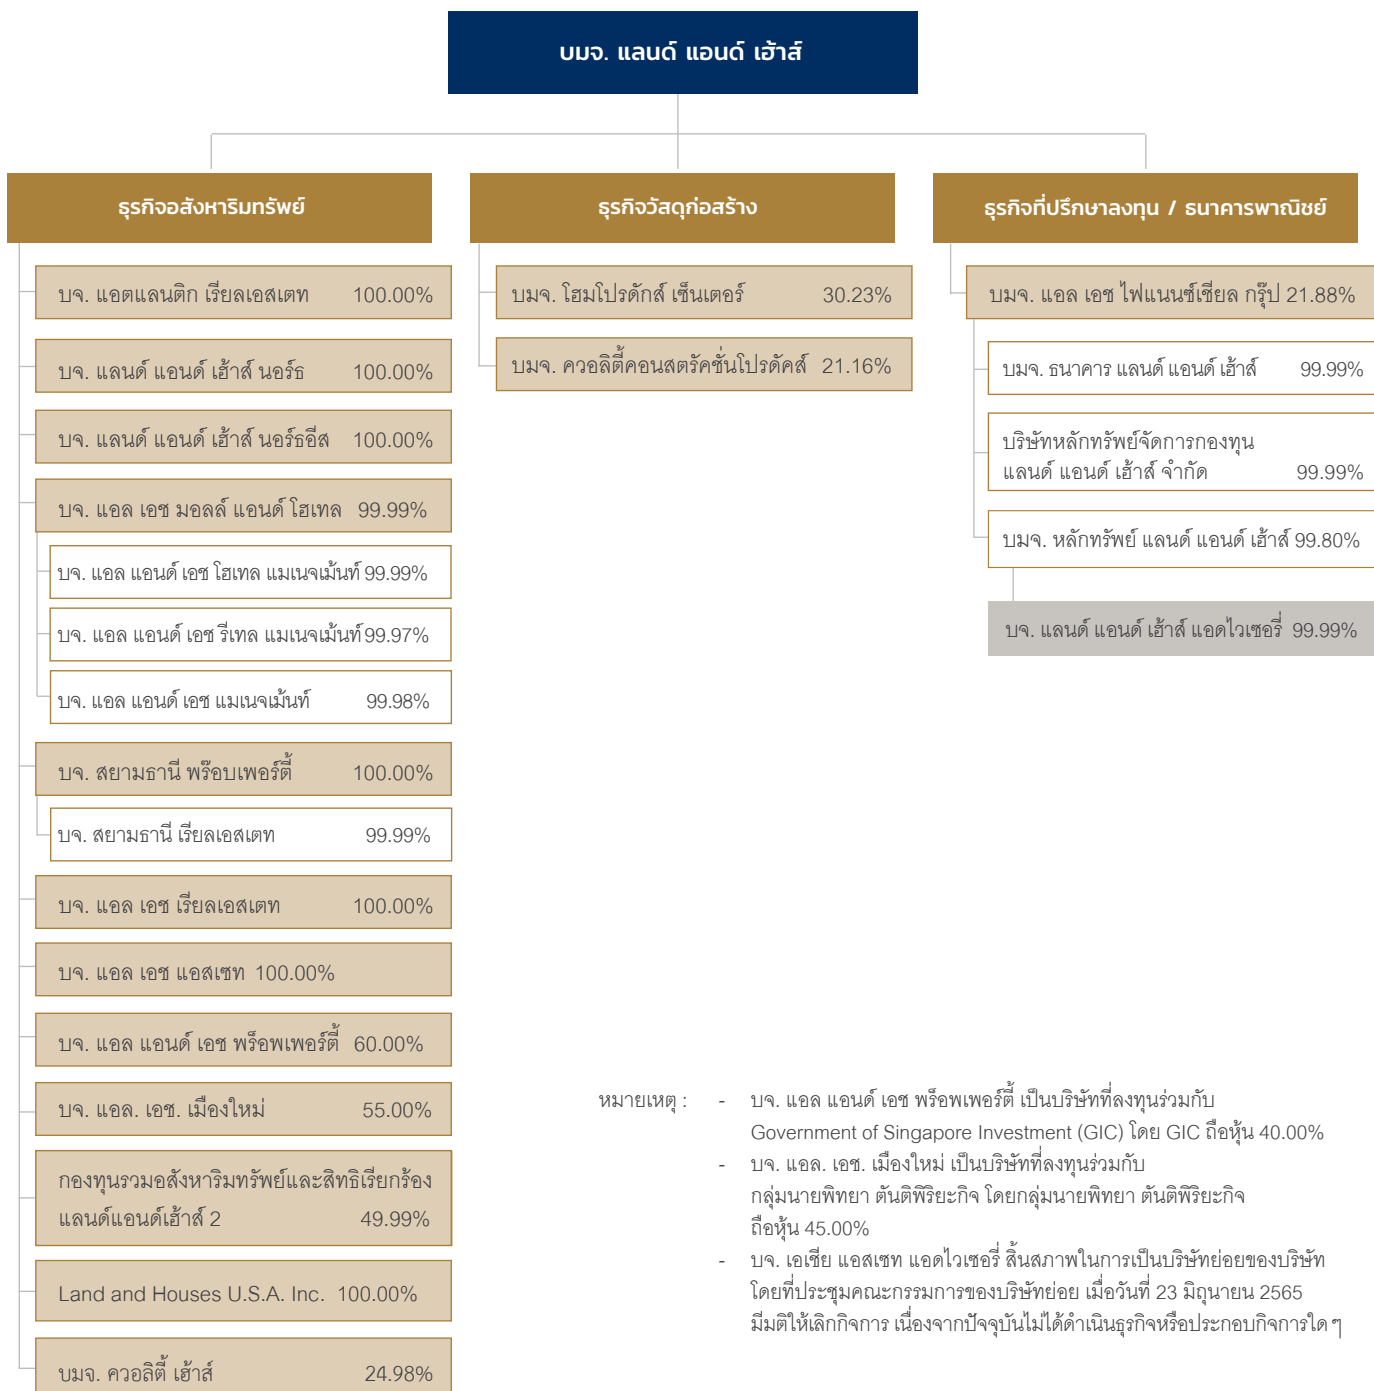 บมจ. แลนด์ แอนด์ เฮ้าส์
ธุรกิจอสังหาริมทรัพย์
บจ. แอตแลนติก เรียลเอสเตท 100.00%
บจ. แลนด์ แอนด์ เฮ้าส์ นอร์ธ 100.00%
บจ. แลนด์ แอนด์ เฮ้าส์ นอร์ธอีส 100.00%
บจ. แอล เอช มอลล์ แอนด์ โฮเทล 99.99%
บจ. แอล แอนด์ เอช โฮเทล แมเนจเม้นท์ 99.99%
บจ. แอล แอนด์ เอช รีเทล แมเนจเม้นท์ 99.97%
บจ. แอล แอนด์ เอช แมเนจเม้นท์ 99.98%
บจ. สยามธานี พร๊อบเพอร์ตี้ 100.00%
บจ. สยามธานี เรียลเอสเตท 99.99%
บจ. แอล เอช เรียลเอสเตท 100.00%
บจ. แอล เอช แอสเซท 100.00%
บจ. แอล แอนด์ เอช พร็อพเพอร์ตี้ 60.00%
บจ. แอล. เอช. เมืองใหม่ 55.00%
กองทุนรวมอสังหาริมทรัพย์และสิทธิเรียกร้อง
แลนด์แอนด์เฮ้าส์ 2 49.99%
Land and Houses U.S.A. Inc. 100.00%
บมจ. ควอลิตี้ เฮ้าส์ 24.98%
ธุรกิจวัสดุก่อสร้าง
บมจ. โฮมโปรดักส์ เซ็นเตอร์ 30.23%
บมจ. ควอลิตี้คอนสตรัคชั่นโปรดัคส์ 21.16%
ธุรกิจที่ปรึกษาลงทุน / ธนาคารพาณิชย์
บมจ. แอล เอช ไฟแนนซ์เชียล กรุ๊ป 21.88%
บมจ. ธนาคาร แลนด์ แอนด์ เฮ้าส์ 99.99%
บริษัทหลักทรัพย์จัดการกองทุน
แลนด์ แอนด์ เฮ้าส์ จำกัด 99.99%
บมจ. หลักทรัพย์ แลนด์ แอนด์ เฮ้าส์ 99.80%
บจ. แลนด์ แอนด์ เฮ้าส์ แอดไวเซอรี่ 99.99%
หมายเหตุ : - บจ. แอล แอนด์ เอช พร็อพเพอร์ตี้ เป็นบริษัทที่ลงทุนร่วมกับ
Government of Singapore Investment (GIC) โดย GIC ถือหุ้น 40.00%
- บจ. แอล. เอช. เมืองใหม่ เป็นบริษัทที่ลงทุนร่วมกับ
กลุ่มนายพิทยา ตันติพิริยะกิจ โดยกลุ่มนายพิทยา ตันติพิริยะกิจ
ถือหุ้น 45.00%
- บจ. เอเชีย แอสเซท แอดไวเซอรี่ สิ้นสภาพในการเป็นบริษัทย่อยของบริษัท
โดยที่ประชุมคณะกรรมการของบริษัทย่อย เมื่อวันที่ 23 มิถุนายน 2565
มีมติให้เลิกกิจการ เนื่องจากปัจจุบันไม่ได้ดำเนินธุรกิจหรือประกอบกิจการใด ๆ